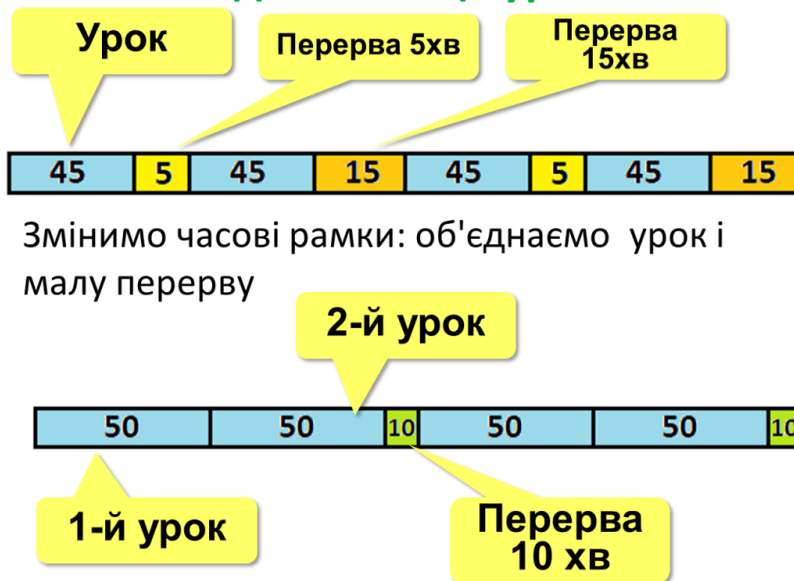 Урок
Перерва 5хв
Перерва
15хв
45 5 45 15 45 5 45 15
Змінимо часові рамки: об'єднаємо урок і
малу перерву
2-й урок
50 50 10 50 50 10
1-й урок
Перерва
10 хв